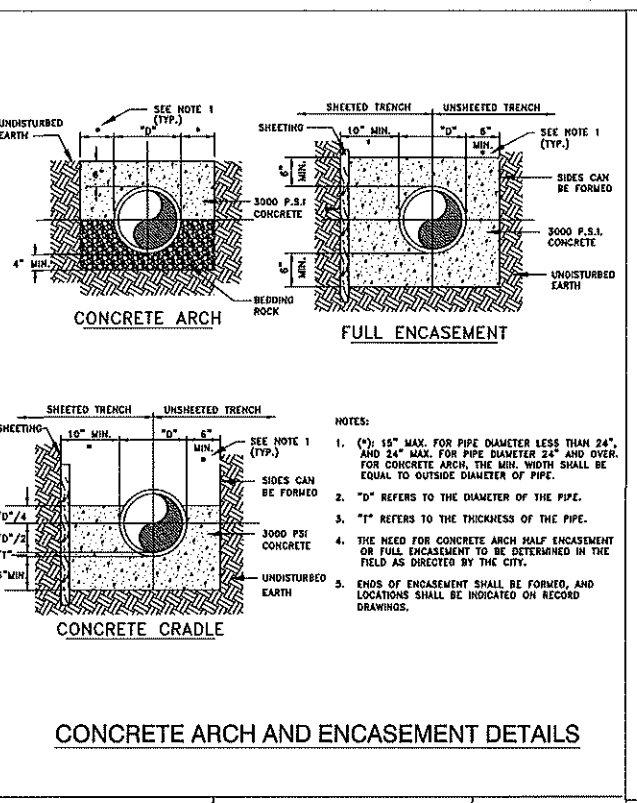 SEE NOTE 1
(TYP.)
UNDISTURBED
EARTH
* "D" *
6"
3000 P.S.I
CONCRETE
4" MIN.
BEDDING
ROCK
CONCRETE ARCH
SHEETED TRENCH UNSHEETED TRENCH
SHEETING
10" MIN. "D" 6"
* MIN.
*
SEE NOTE 1
(TYP.)
6"
MIN.
SIDES CAN
BE FORMED
3000 P.S.I.
CONCRETE
6"
MIN.
UNDISTURBED
EARTH
FULL ENCASEMENT
SHEETED TRENCH UNSHEETED TRENCH
SHEETING
10" MIN. "D" 6"
* MIN.
*
SEE NOTE 1
(TYP.)
SIDES CAN
BE FORMED
"D"/4
"D"/2
"T"
MIN.
3000 PSI
CONCRETE
UNDISTURBED
EARTH
CONCRETE CRADLE
NOTES:
1. (*): 15" MAX. FOR PIPE DIAMETER LESS THAN 24",
AND 24" MAX. FOR PIPE DIAMETER 24" AND OVER.
FOR CONCRETE ARCH, THE MIN. WIDTH SHALL BE
EQUAL TO OUTSIDE DIAMETER OF PIPE.
2. "D" REFERS TO THE DIAMETER OF THE PIPE.
3. "T" REFERS TO THE THICKNESS OF THE PIPE.
4. THE NEED FOR CONCRETE ARCH HALF ENCASEMENT
OR FULL ENCASEMENT TO BE DETERMINED IN THE
FIELD AS DIRECTED BY THE CITY.
5. ENDS OF ENCASEMENT SHALL BE FORMED, AND
LOCATIONS SHALL BE INDICATED ON RECORD
DRAWINGS.
CONCRETE ARCH AND ENCASEMENT DETAILS